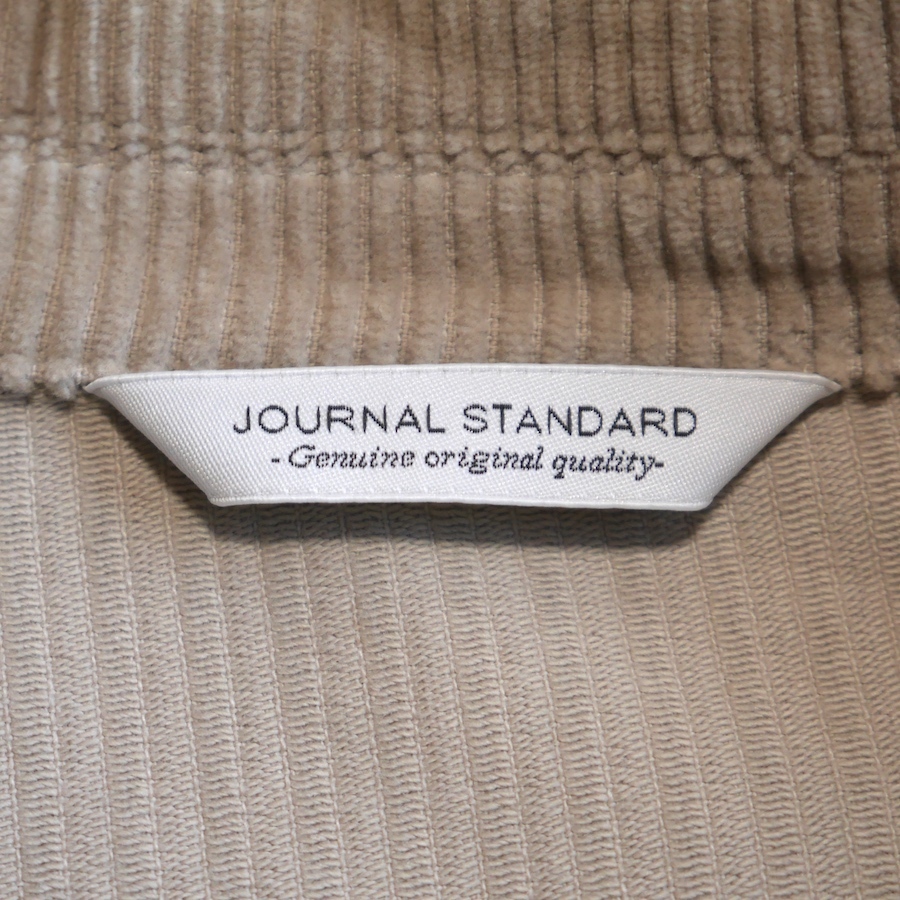 JOURNAL STANDARD
-Genuine original quality-